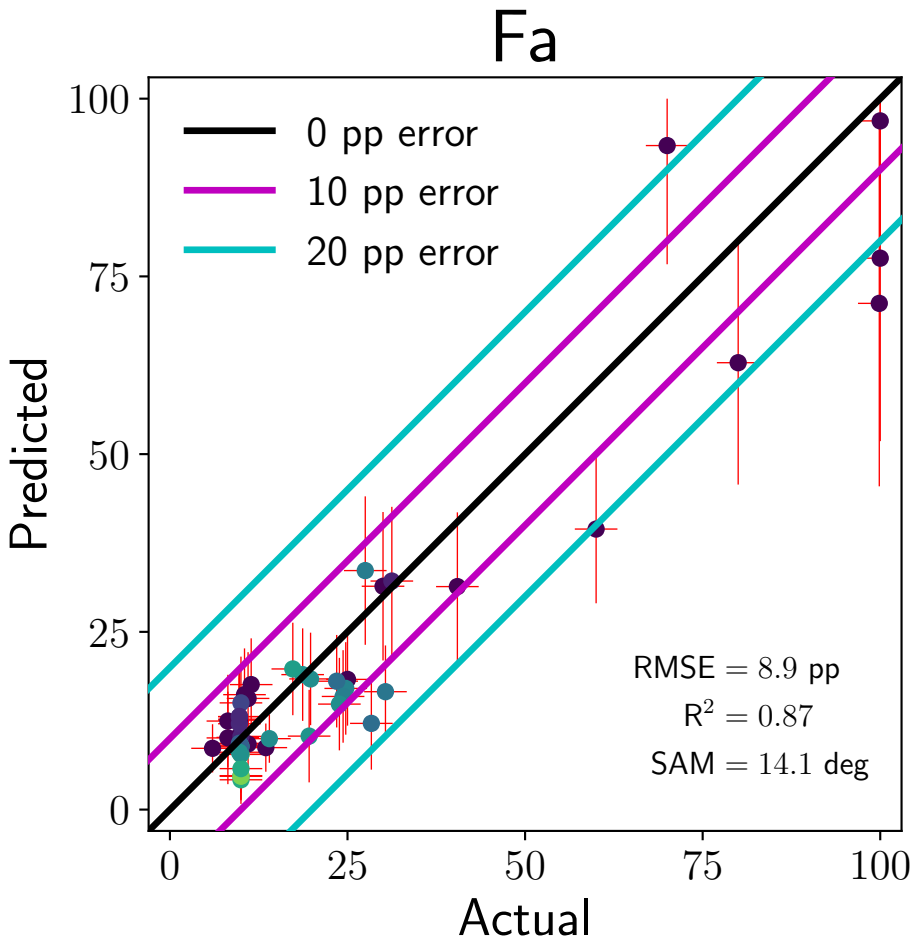 Fa
100
75
50
25
0
Predicted
0 pp error
10 pp error
20 pp error
RMSE = 8.9 pp
R² = 0.87
SAM = 14.1 deg
0 25 50 75 100
Actual